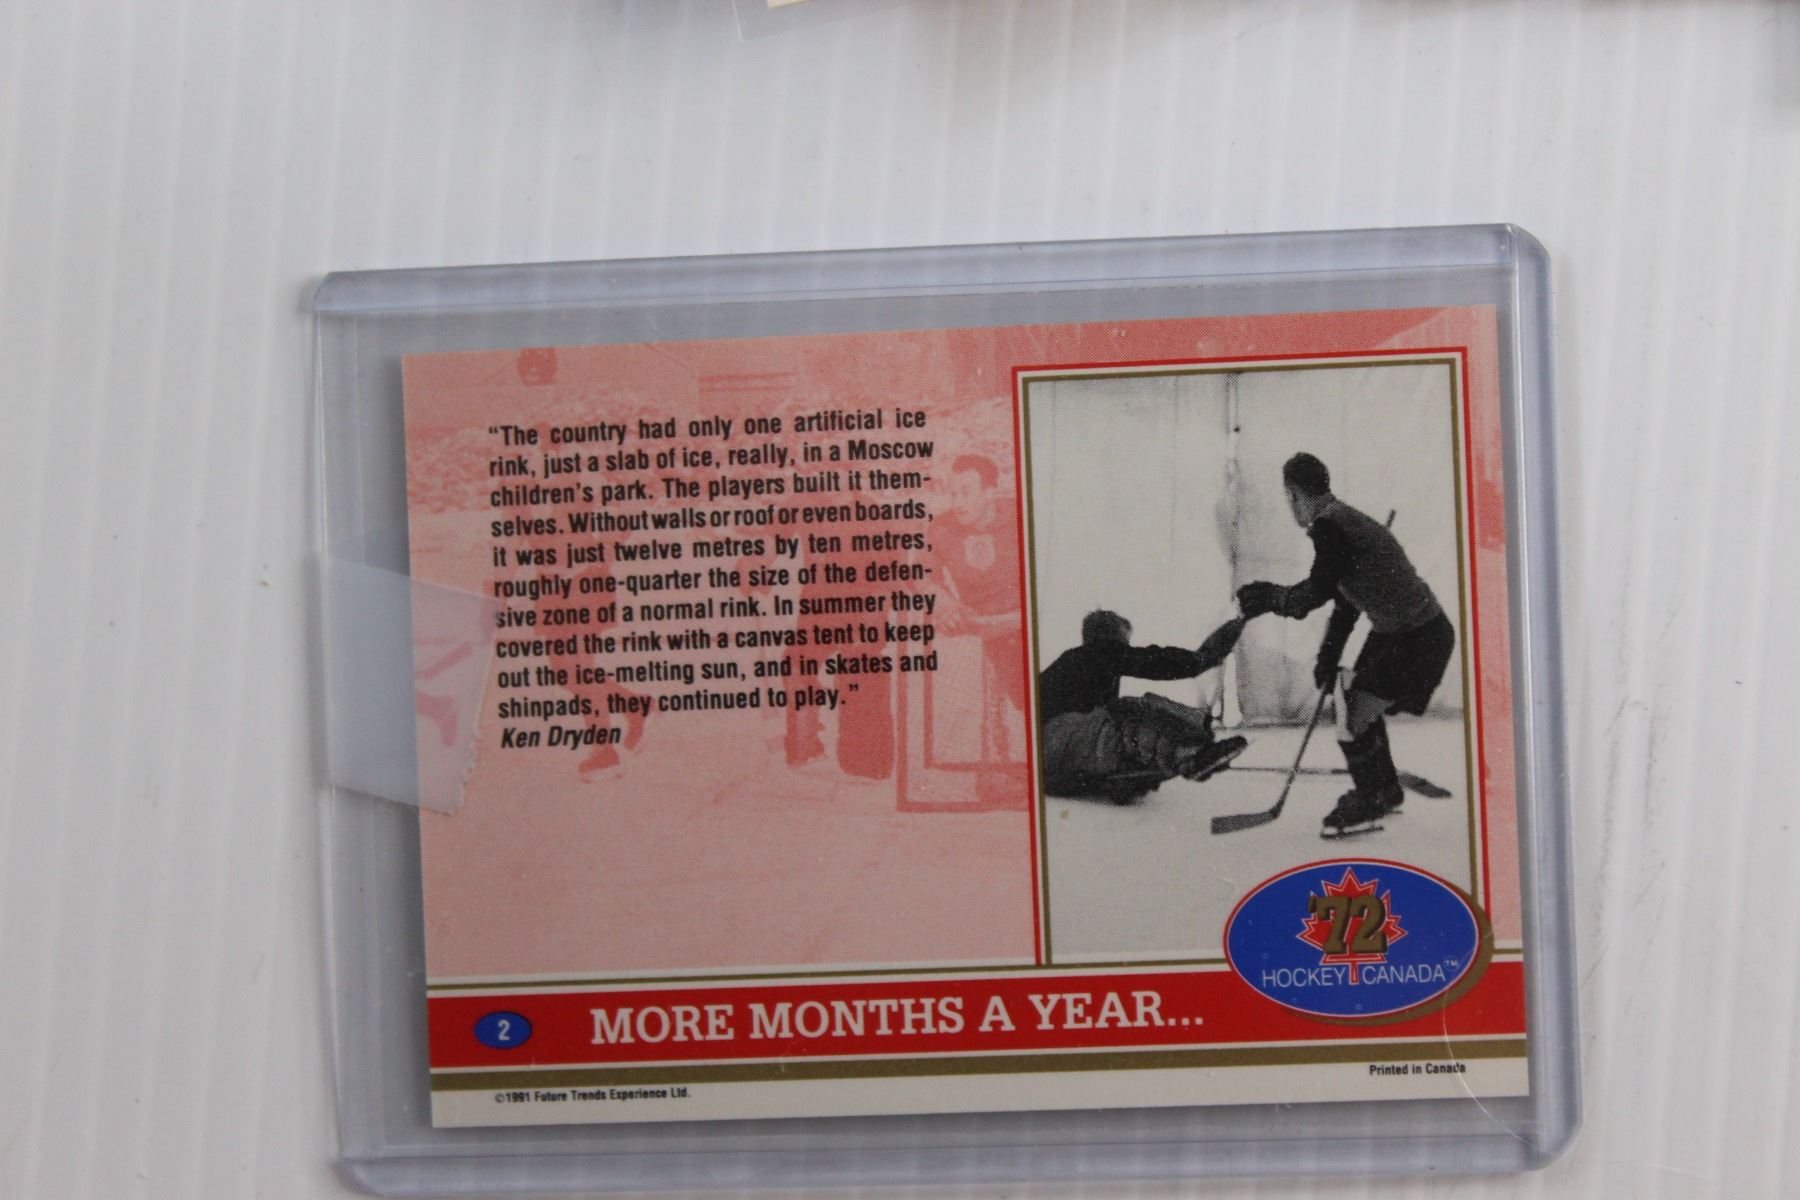 “The country had only one artificial ice
rink, just a slab of ice, really, in a Moscow
children's park. The players built it them-
selves. Without walls or roof or even boards,
it was just twelve metres by ten metres,
roughly one-quarter the size of the defen-
sive zone of a normal rink. In summer they
covered the rink with a canvas tent to keep
out the ice-melting sun, and in skates and
shinpads, they continued to play.”
Ken Dryden
'72
HOCKEY CANADA™
2 MORE MONTHS A YEAR...
Printed in Canada
©1991 Future Trends Experience Ltd.